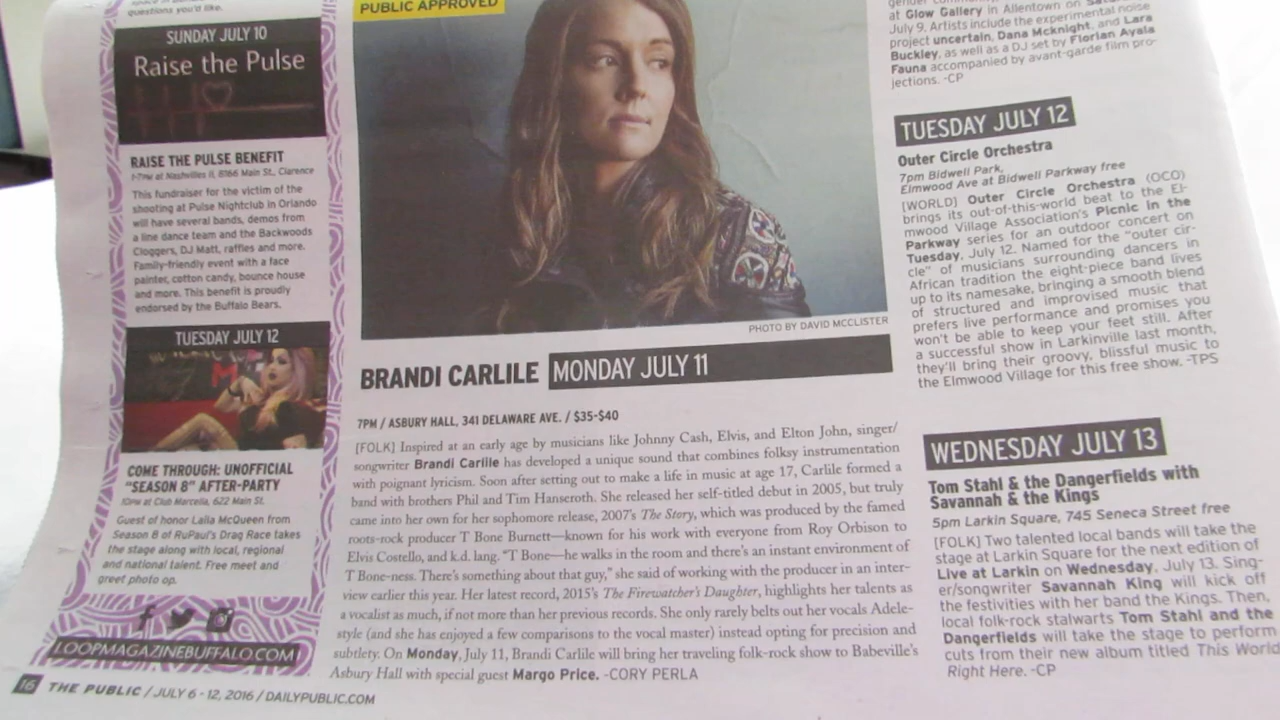 questions you'd like.
SUNDAY JULY 10
Raise the Pulse
RAISE THE PULSE BENEFIT
1-7PM at Nashvilles II, 8166 Main St., Clarence
This fundraiser for the victim of the
shooting at Pulse Nightclub in Orlando
will have several bands, demos from
a line dance team and the Backwoods
Cloggers, DJ Matt, raffles and more.
Family-friendly event with a face
painter, cotton candy, bounce house
and more. This benefit is proudly
endorsed by the Buffalo Bears.
TUESDAY JULY 12
COME THROUGH: UNOFFICIAL
"SEASON 8" AFTER-PARTY
10PM at Club Marcella, 622 Main St.
Guest of honor Laila McQueen from
Season 8 of RuPaul's Drag Race takes
the stage along with local, regional
and national talent. Free meet and
greet photo op.
LOOPMAGAZINEBUFFALO.COM
16 THE PUBLIC / JULY 6 - 12, 2016 / DAILYPUBLIC.COM
PUBLIC APPROVED
PHOTO BY DAVID MCCLISTER
BRANDI CARLILE MONDAY JULY 11
7PM / ASBURY HALL, 341 DELAWARE AVE. / $35-$40
[FOLK] Inspired at an early age by musicians like Johnny Cash, Elvis, and Elton John, singer/
songwriter Brandi Carlile has developed a unique sound that combines folksy instrumentation
with poignant lyricism. Soon after setting out to make a life in music at age 17, Carlile formed a
band with brothers Phil and Tim Hanseroth. She released her self-titled debut in 2005, but truly
came into her own for her sophomore release, 2007's The Story, which was produced by the famed
roots-rock producer T Bone Burnett—known for his work with everyone from Roy Orbison to
Elvis Costello, and k.d. lang. "T Bone—he walks in the room and there's an instant environment of
T Bone-ness. There's something about that guy," she said of working with the producer in an inter-
view earlier this year. Her latest record, 2015's The Firewatcher's Daughter, highlights her talents as
a vocalist as much, if not more than her previous records. She only rarely belts out her vocals Adele-
style (and she has enjoyed a few comparisons to the vocal master) instead opting for precision and
subtlety. On Monday, July 11, Brandi Carlile will bring her traveling folk-rock show to Babeville's
Asbury Hall with special guest Margo Price. -CORY PERLA
at Glow Gallery in Allentown on
July 9. Artists include the experimental noise
project uncertain, Dana Mcknight, and Lara
Buckley, as well as a DJ set by Florian Ayala
Fauna accompanied by avant-garde film pro-
jections. -CP
TUESDAY JULY 12
Outer Circle Orchestra
7pm Bidwell Park,
Elmwood Ave at Bidwell Parkway free
[WORLD] Outer Circle Orchestra (OCO)
brings its out-of-this-world beat to the El-
mwood Village Association's Picnic in the
Parkway series for an outdoor concert on
Tuesday, July 12. Named for the "outer cir-
cle" of musicians surrounding dancers in
African tradition the eight-piece band lives
up to its namesake, bringing a smooth blend
of structured and improvised music that
prefers live performance and promises you
won't be able to keep your feet still. After
a successful show in Larkinville last month,
they'll bring their groovy, blissful music to
the Elmwood Village for this free show. -TPS
WEDNESDAY JULY 13
Tom Stahl & the Dangerfields with
Savannah & the Kings
5pm Larkin Square, 745 Seneca Street free
[FOLK] Two talented local bands will take the
stage at Larkin Square for the next edition of
Live at Larkin on Wednesday, July 13. Sing-
er/songwriter Savannah King will kick off
the festivities with her band the Kings. Then,
local folk-rock stalwarts Tom Stahl and the
Dangerfields will take the stage to perform
cuts from their new album titled This World
Right Here. -CP